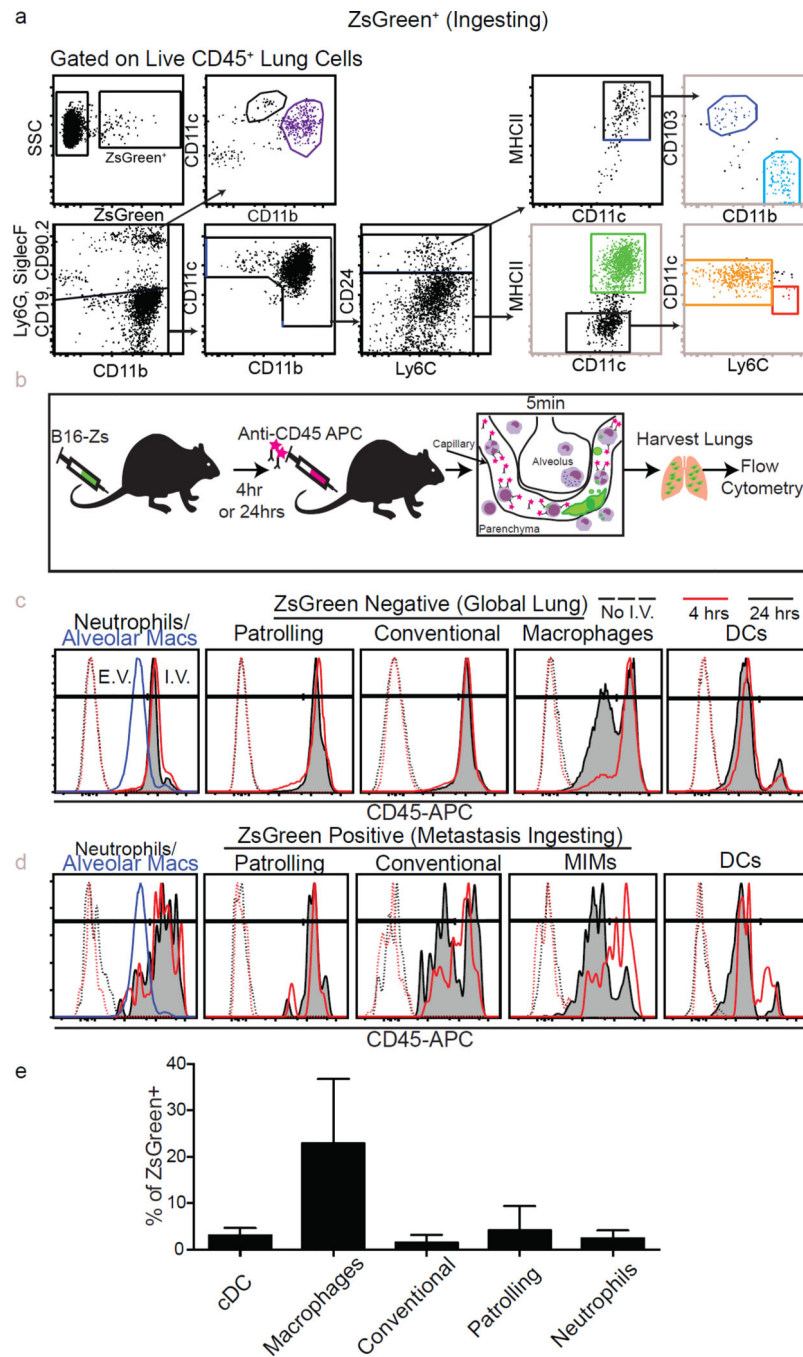 a
ZsGreen⁺ (Ingesting)
Gated on Live CD45⁺ Lung Cells
SSC
ZsGreen⁺
ZsGreen
CD11c
CD11b
MHCII
CD11c
CD103
CD11b
Ly6G, SiglecF
CD19, CD90.2
CD11b
CD11c
CD11b
CD24
Ly6C
MHCII
CD11c
CD11c
Ly6C
b
B16-Zs
4hr
or 24hrs
Anti-CD45 APC
5min
Capillary
Alveolus
Parenchyma
Harvest Lungs
Flow
Cytometry
c
ZsGreen Negative (Global Lung)
No I.V.
4 hrs
24 hrs
Neutrophils/
Alveolar Macs
Patrolling
Conventional
Macrophages
DCs
E.V.
I.V.
CD45-APC
d
ZsGreen Positive (Metastasis Ingesting)
Neutrophils/
Alveolar Macs
Patrolling
Conventional
MIMs
DCs
CD45-APC
e
% of ZsGreen+
40
30
20
10
0
cDC
Macrophages
Conventional
Patrolling
Neutrophils